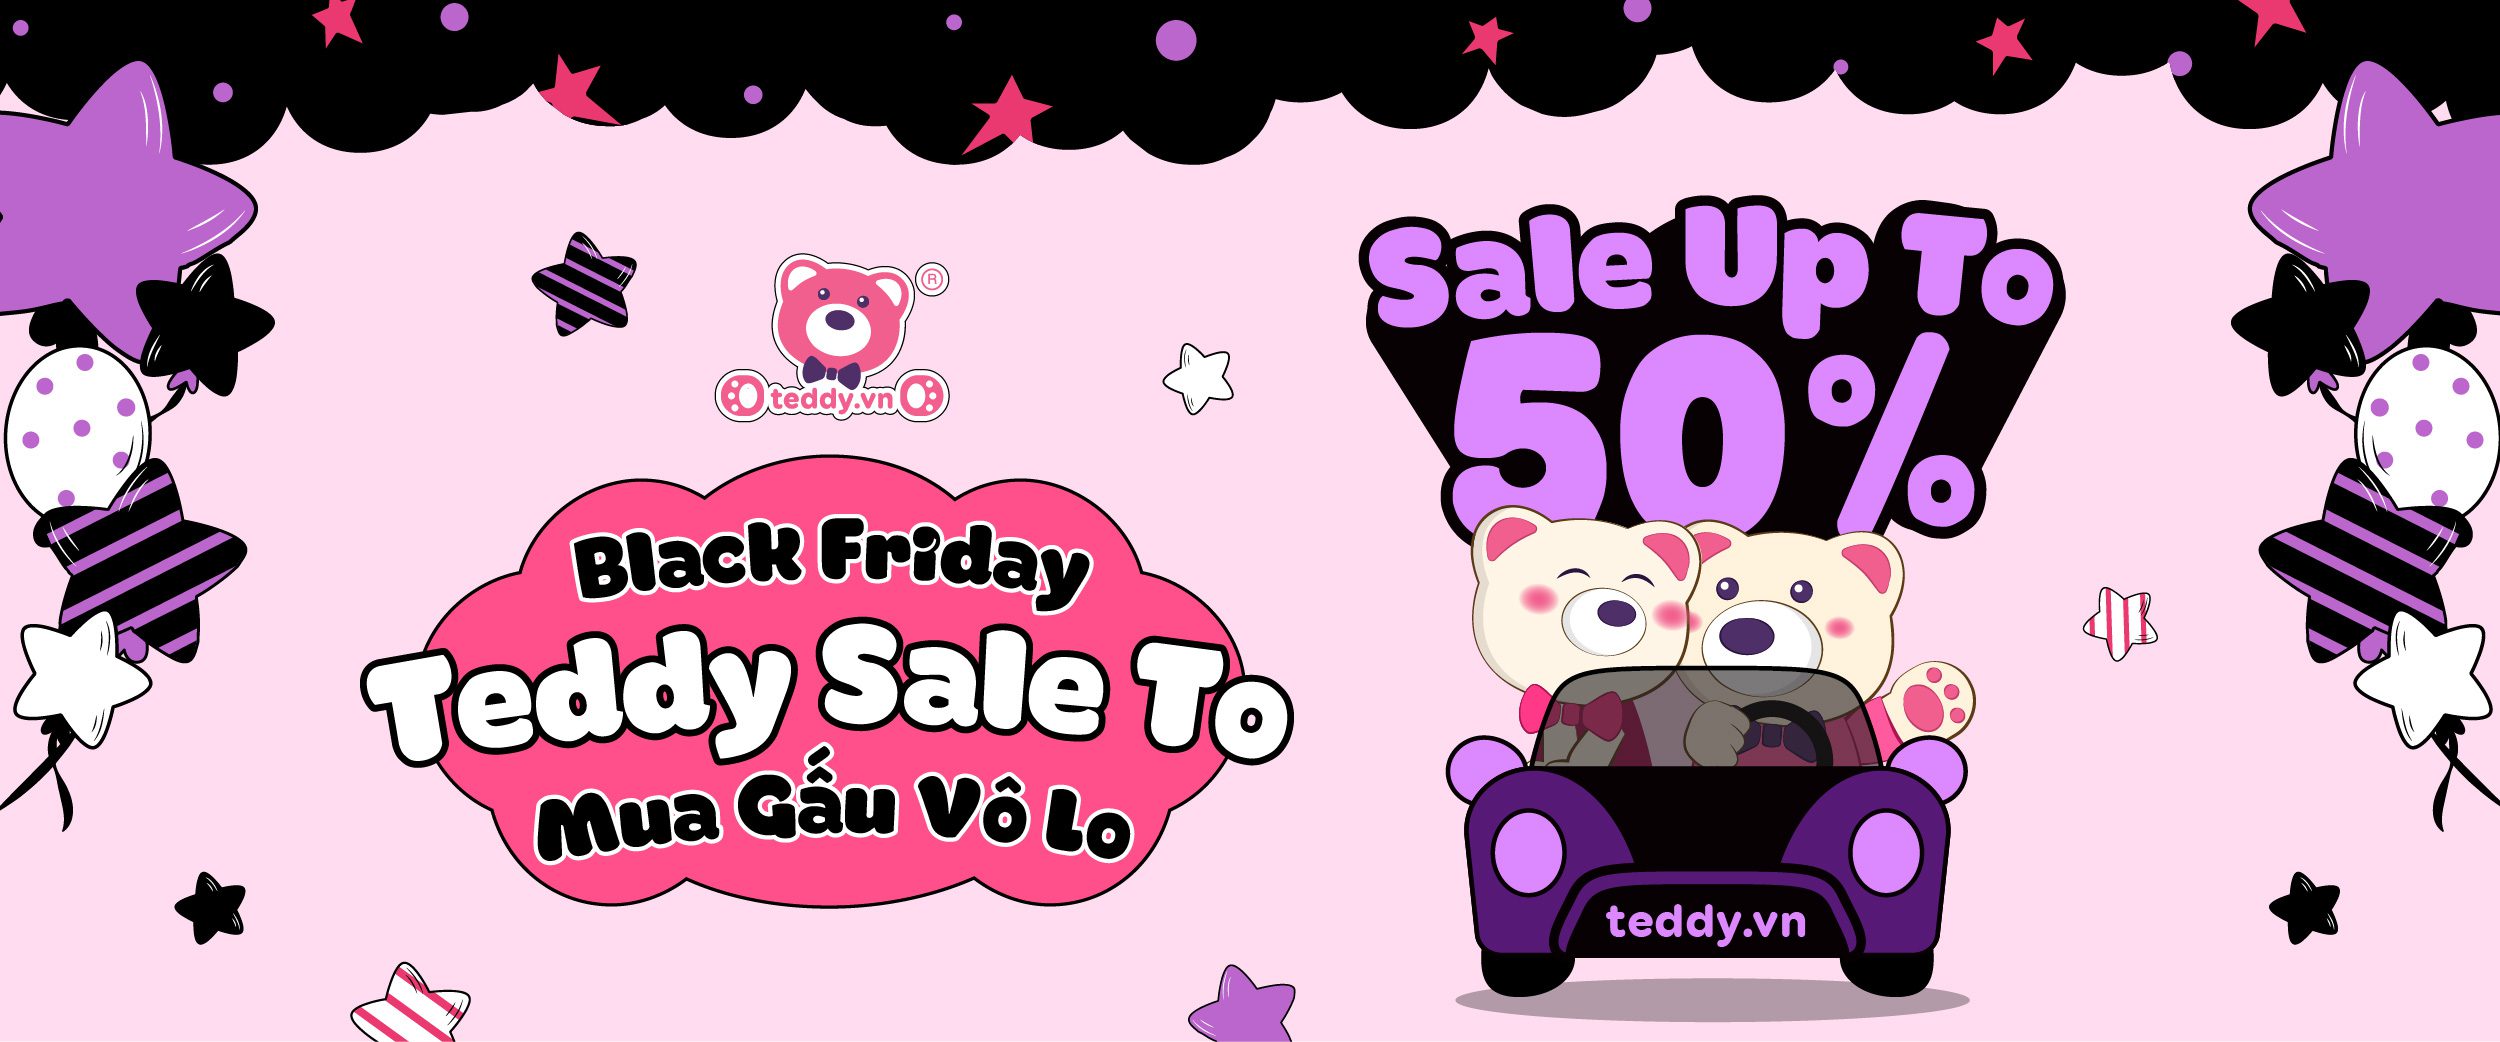 ®
teddy.vn
Black Friday
Teddy Sale To
Mua Gấu Vô Lo
Sale Up To
50%
teddy.vn